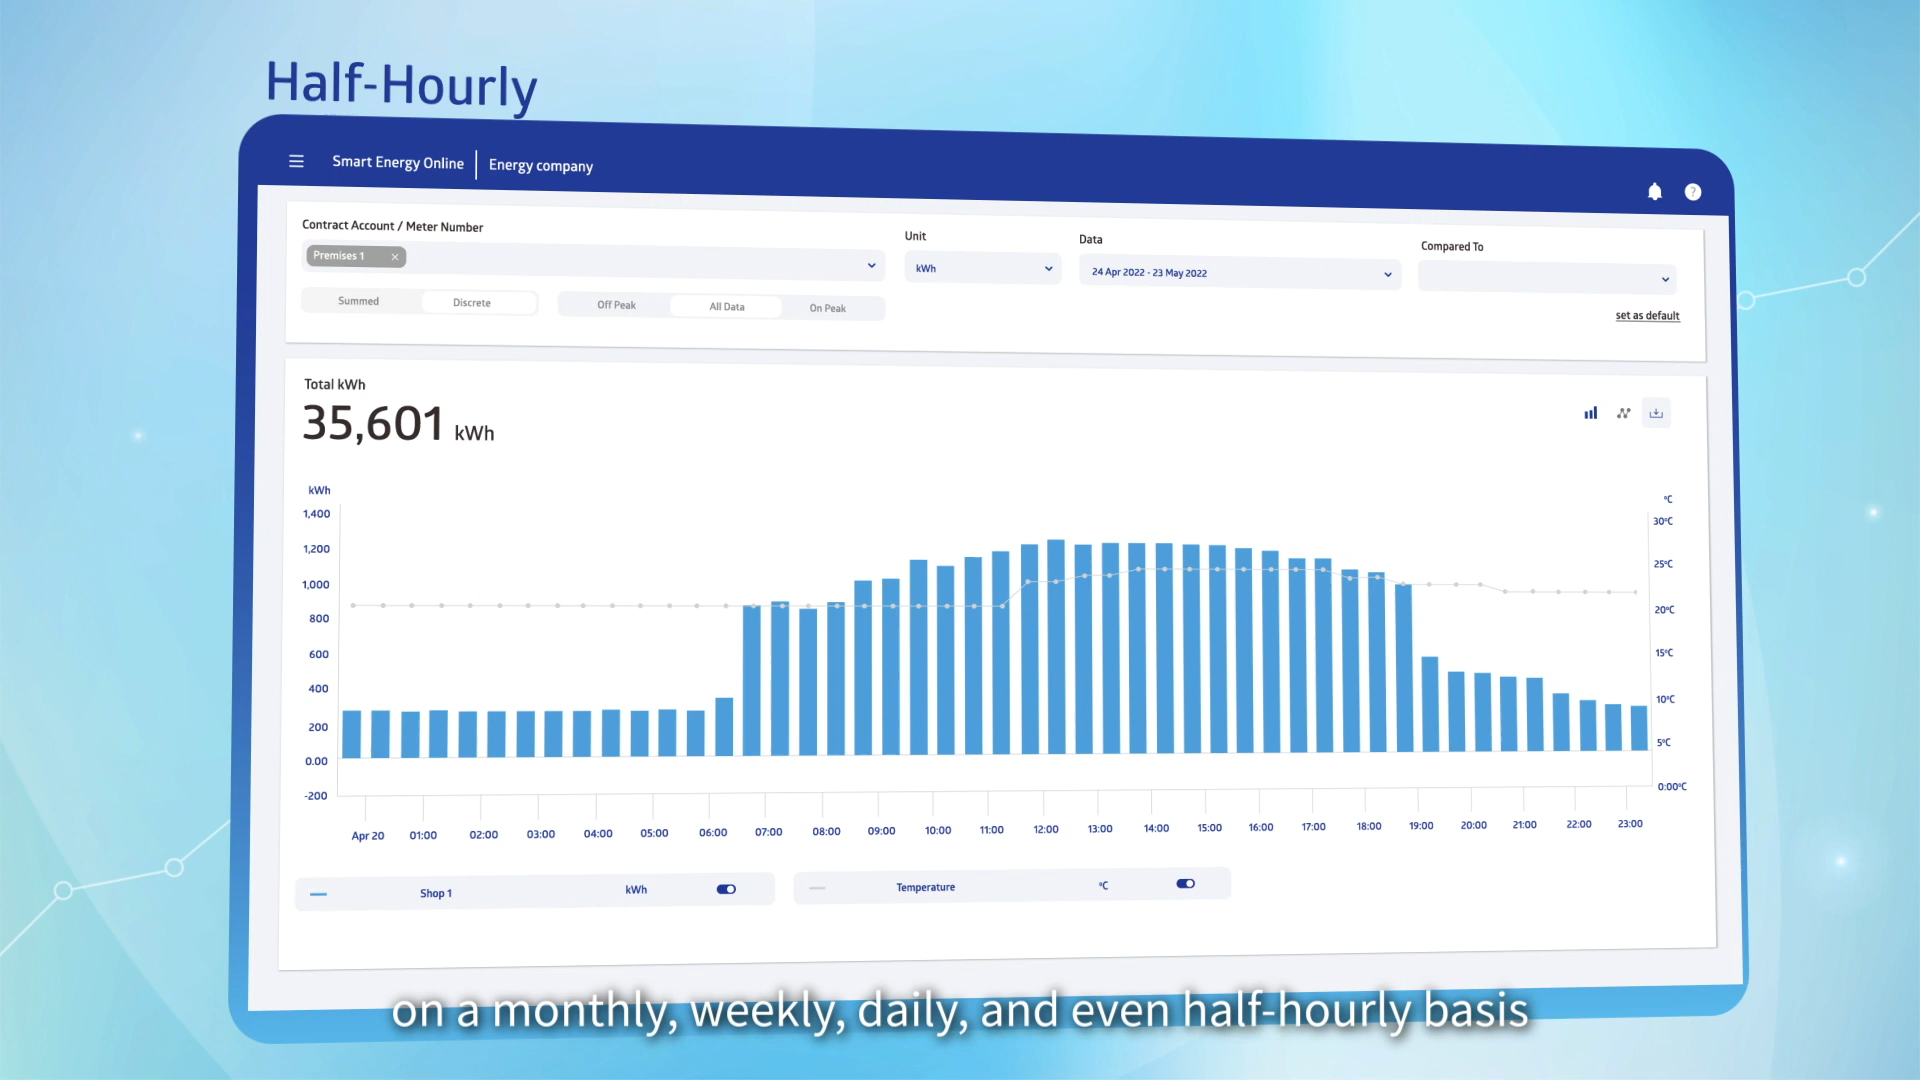 Half-Hourly
Smart Energy Online | Energy company
Contract Account / Meter Number
Unit
Data
Compared To
Premises 1 ×
kWh
24 Apr 2022 - 23 May 2022
Summed
Discrete
Off Peak
All Data
On Peak
set as default
Total kWh
35,601 kWh
kWh
1,400
1,200
1,000
800
600
400
200
0.00
-200
°C
30°C
25°C
20°C
15°C
10°C
5°C
0:00°C
Apr 20 01:00 02:00 03:00 04:00 05:00 06:00 07:00 08:00 09:00 10:00 11:00 12:00 13:00 14:00 15:00 16:00 17:00 18:00 19:00 20:00 21:00 22:00 23:00
Shop 1 kWh
Temperature °C
on a monthly, weekly, daily, and even half-hourly basis